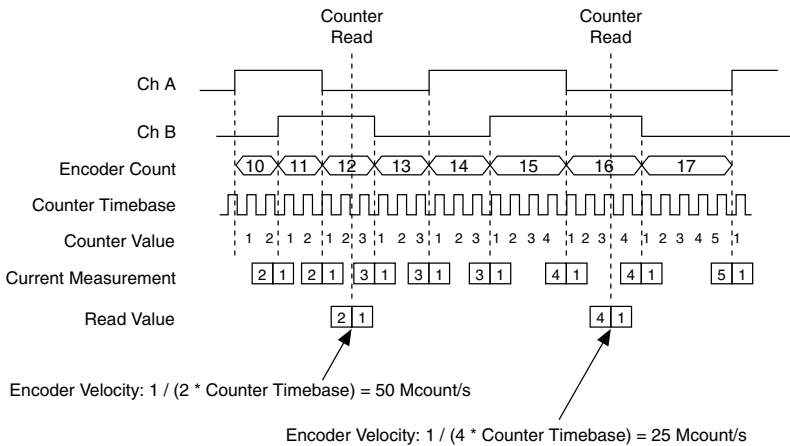 Counter Read
Counter Read
Ch A
Ch B
Encoder Count 10 11 12 13 14 15 16 17
Counter Timebase
Counter Value 1 2 1 2 1 2 3 1 2 3 1 2 3 1 2 3 4 1 2 3 4 1 2 3 4 5 1
Current Measurement 2 1 2 1 3 1 3 1 3 1 4 1 4 1 5 1
Read Value 2 1 4 1
Encoder Velocity: 1 / (2 * Counter Timebase) = 50 Mcount/s
Encoder Velocity: 1 / (4 * Counter Timebase) = 25 Mcount/s